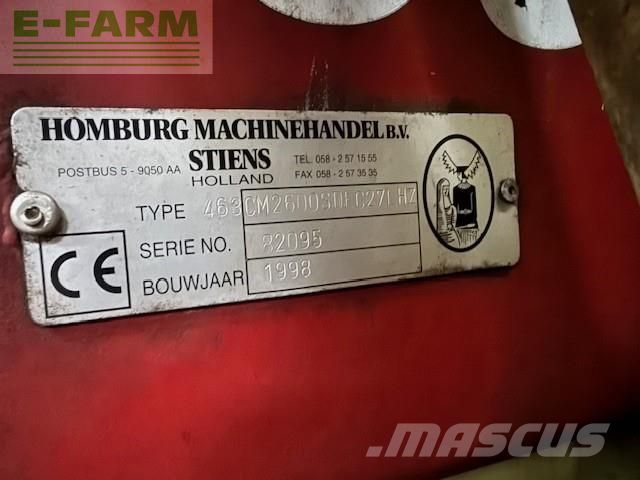 E-FARM
HOMBURG MACHINEHANDEL B.V.
POSTBUS 5 - 9050 AA STIENS TEL. 058 - 2 57 15 55
HOLLAND FAX 058 - 2 57 35 35
TYPE
SERIE NO. 82095
BOUWJAAR 1998
CE
MASCUS